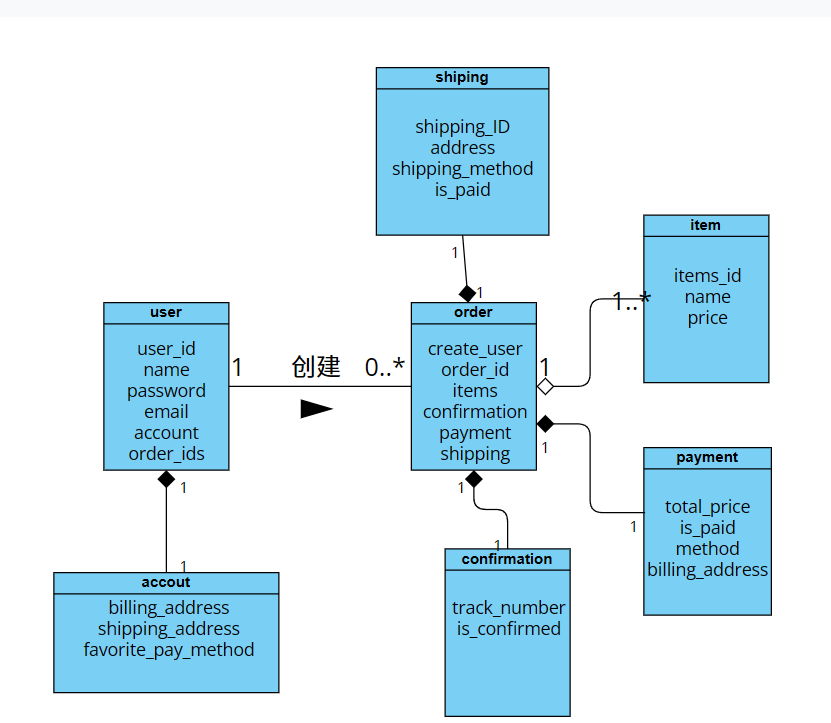 shiping
shipping_ID
address
shipping_method
is_paid
1
1
item
items_id
name
price
1..*
user
user_id
name
password
email
account
order_ids
1
创建
0..*
order
create_user
order_id
items
confirmation
payment
shipping
1
1
1
1
payment
total_price
is_paid
method
billing_address
1
1
1
accout
billing_address
shipping_address
favorite_pay_method
1
confirmation
track_number
is_confirmed